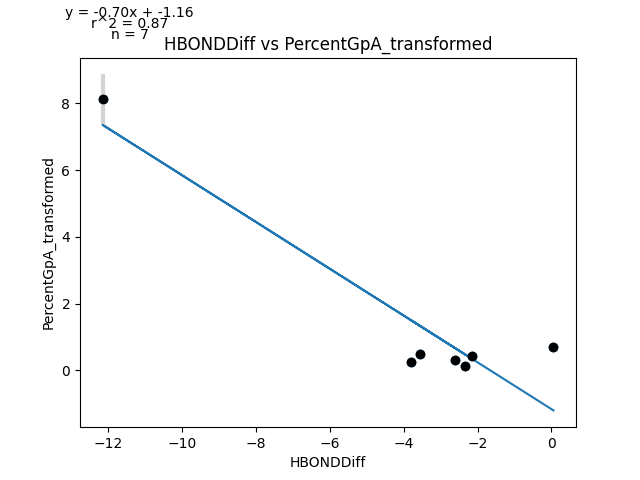 y = -0.70x + -1.16
r^2 = 0.87
n = 7
HBONDDiff vs PercentGpA_transformed
PercentGpA_transformed
8
6
4
2
0
−12
−10
−8
−6
−4
−2
0
HBONDDiff